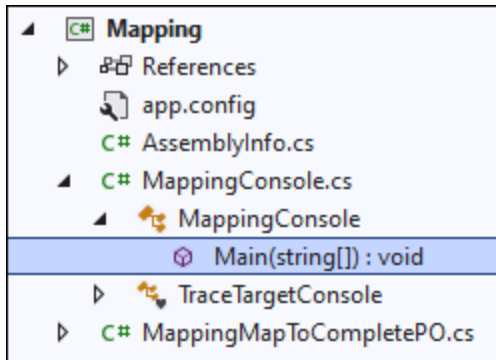 C# Mapping
References
app.config
C# AssemblyInfo.cs
C# MappingConsole.cs
MappingConsole
Main(string[]) : void
TraceTargetConsole
C# MappingMapToCompletePO.cs